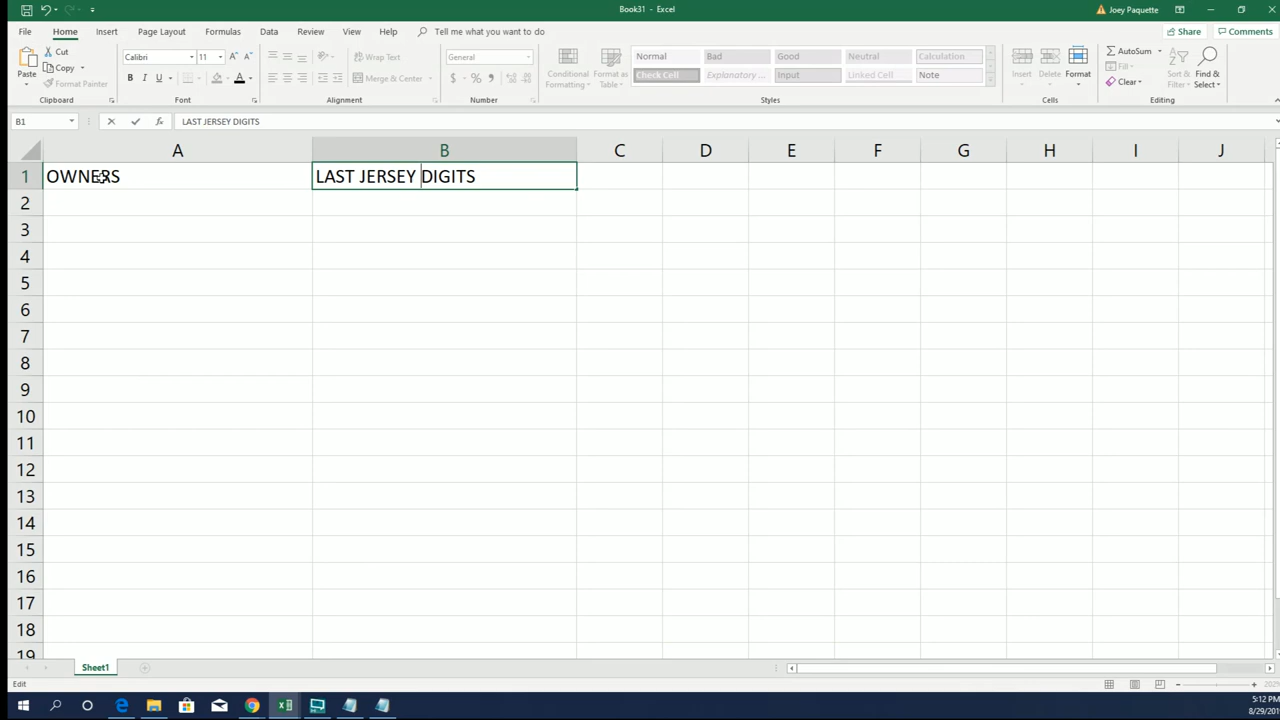 Book31 - Excel
Joey Paquette
File Home Insert Page Layout Formulas Data Review View Help Tell me what you want to do
Share Comments
Paste
Cut
Copy
Format Painter
Clipboard
Calibri 11
B I U A
Font
Wrap Text
Merge & Center
Alignment
General
$ % ,
Number
Conditional Formatting
Format as Table
Normal Bad Good Neutral Calculation
Check Cell Explanatory ... Input Linked Cell Note
Styles
Insert Delete Format
Cells
AutoSum
Fill
Clear
Sort & Filter
Find & Select
Editing
B1 fx LAST JERSEY DIGITS
A B C D E F G H I J
1 OWNERS LAST JERSEY DIGITS
2
3
4
5
6
7
8
9
10
11
12
13
14
15
16
17
18
19
Sheet1
Edit
5:12 PM